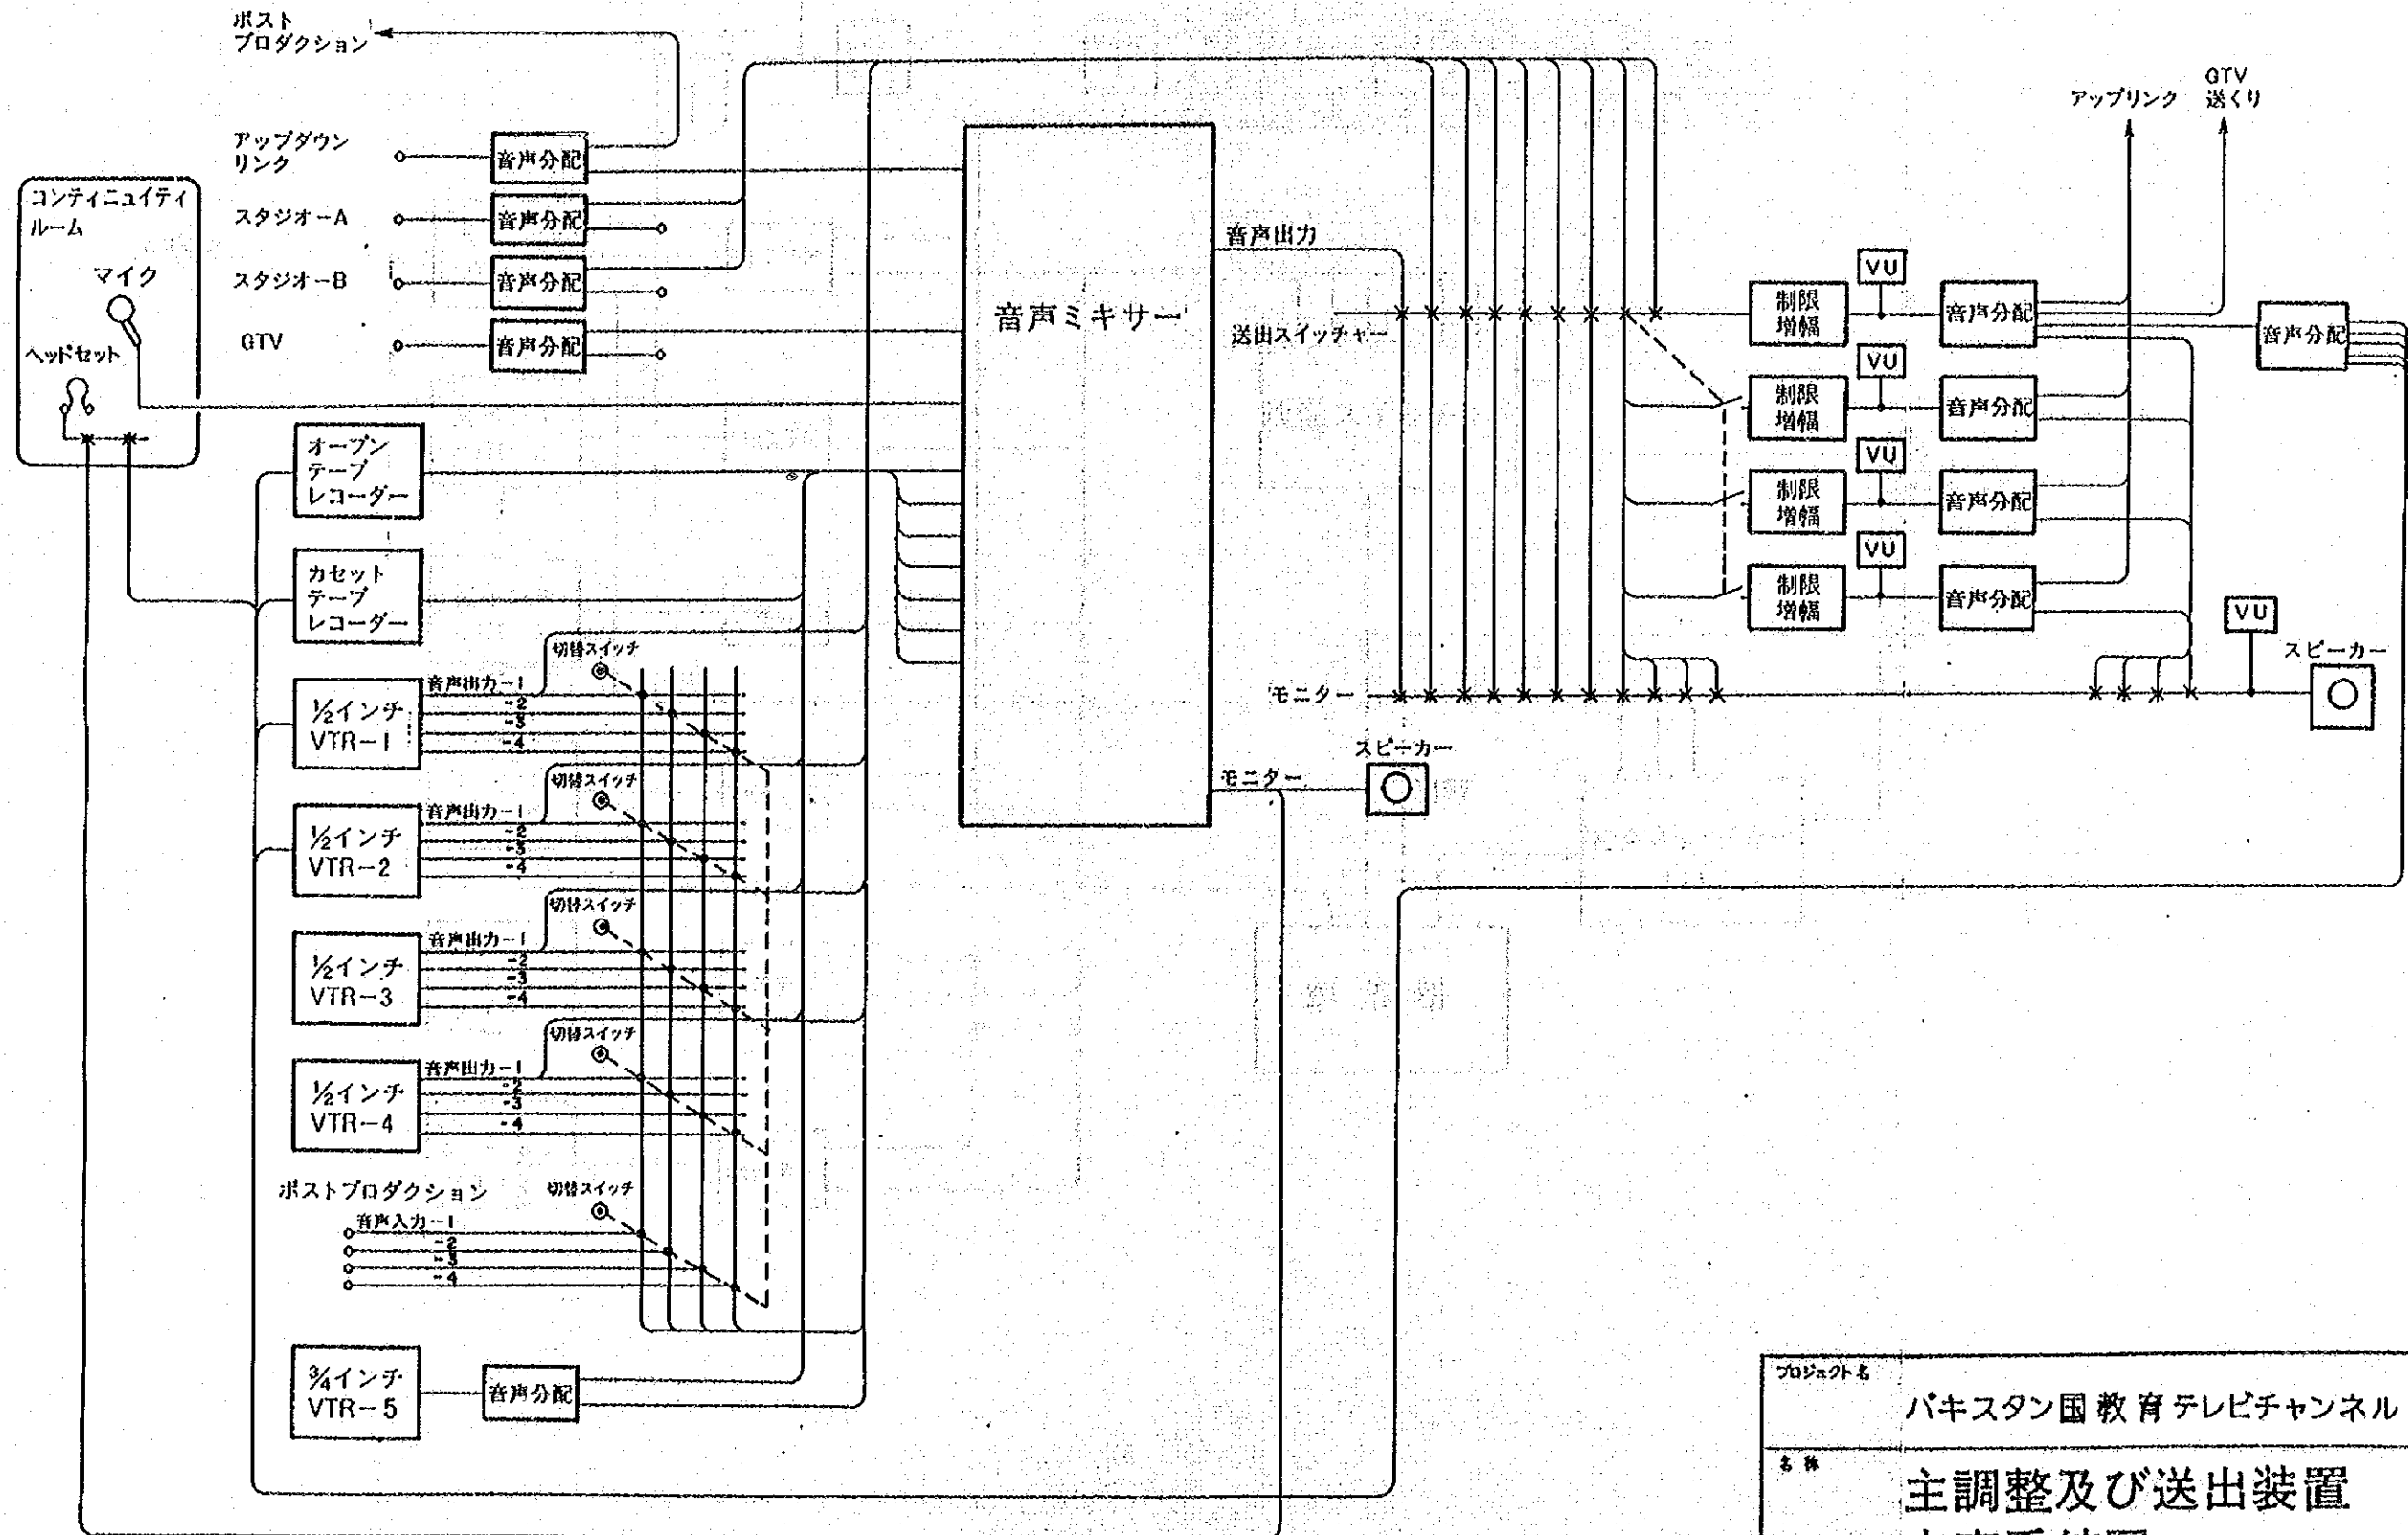 ポスト
プロダクション
アップダウン
リンク
音声分配
スタジオ-A
音声分配
スタジオ-B
音声分配
GTV
音声分配
コンティニュイティ
ルーム
マイク
ヘッドセット
オープン
テープ
レコーダー
カセット
テープ
レコーダー
1/2インチ
VTR-1
音声出力-1
-2
-3
-4
切替スイッチ
1/2インチ
VTR-2
音声出力-1
-2
-3
-4
切替スイッチ
1/2インチ
VTR-3
音声出力-1
-2
-3
-4
切替スイッチ
1/2インチ
VTR-4
音声出力-1
-2
-3
-4
切替スイッチ
ポストプロダクション
音声入力-1
-2
-3
-4
切替スイッチ
3/4インチ
VTR-5
音声分配
音声ミキサー
音声出力
送出スイッチャー
モニター
モニター
スピーカー
アップリンク
GTV
送くり
制限
増幅
VU
音声分配
音声分配
制限
増幅
VU
音声分配
制限
増幅
VU
音声分配
制限
増幅
VU
音声分配
VU
スピーカー
プロジェクト名
パキスタン国教育テレビチャンネル
名称
主調整及び送出装置